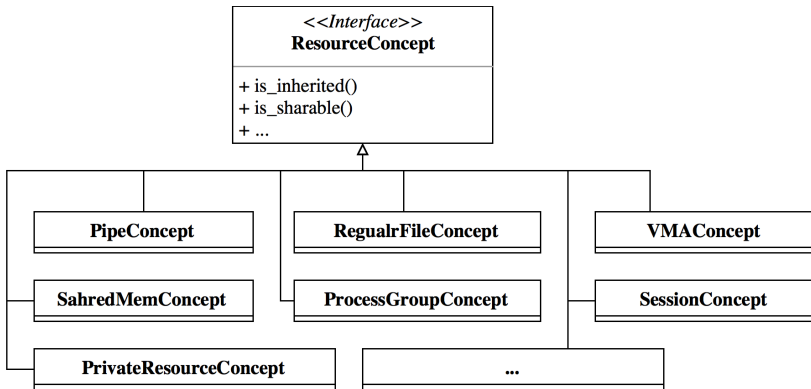 <<Interface>>
ResourceConcept
+ is_inherited()
+ is_sharable()
+ ...
PipeConcept
RegualrFileConcept
VMAConcept
SahredMemConcept
ProcessGroupConcept
SessionConcept
PrivateResourceConcept
...